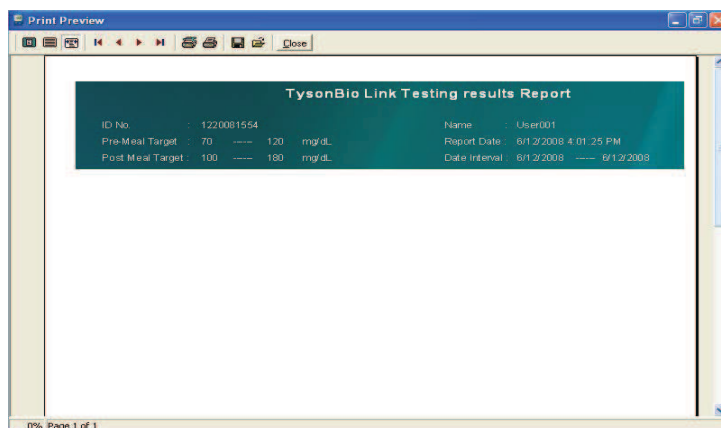 Print Preview
Close
TysonBio Link Testing results Report
ID No. : 1220081554 Name : User001
Pre-Meal Target : 70 ---- 120 mg/dL Report Date : 6/12/2008 4:01:25 PM
Post Meal Target : 100 ---- 180 mg/dL Date Interval : 6/12/2008 ---- 6/12/2008
0% Page 1 of 1